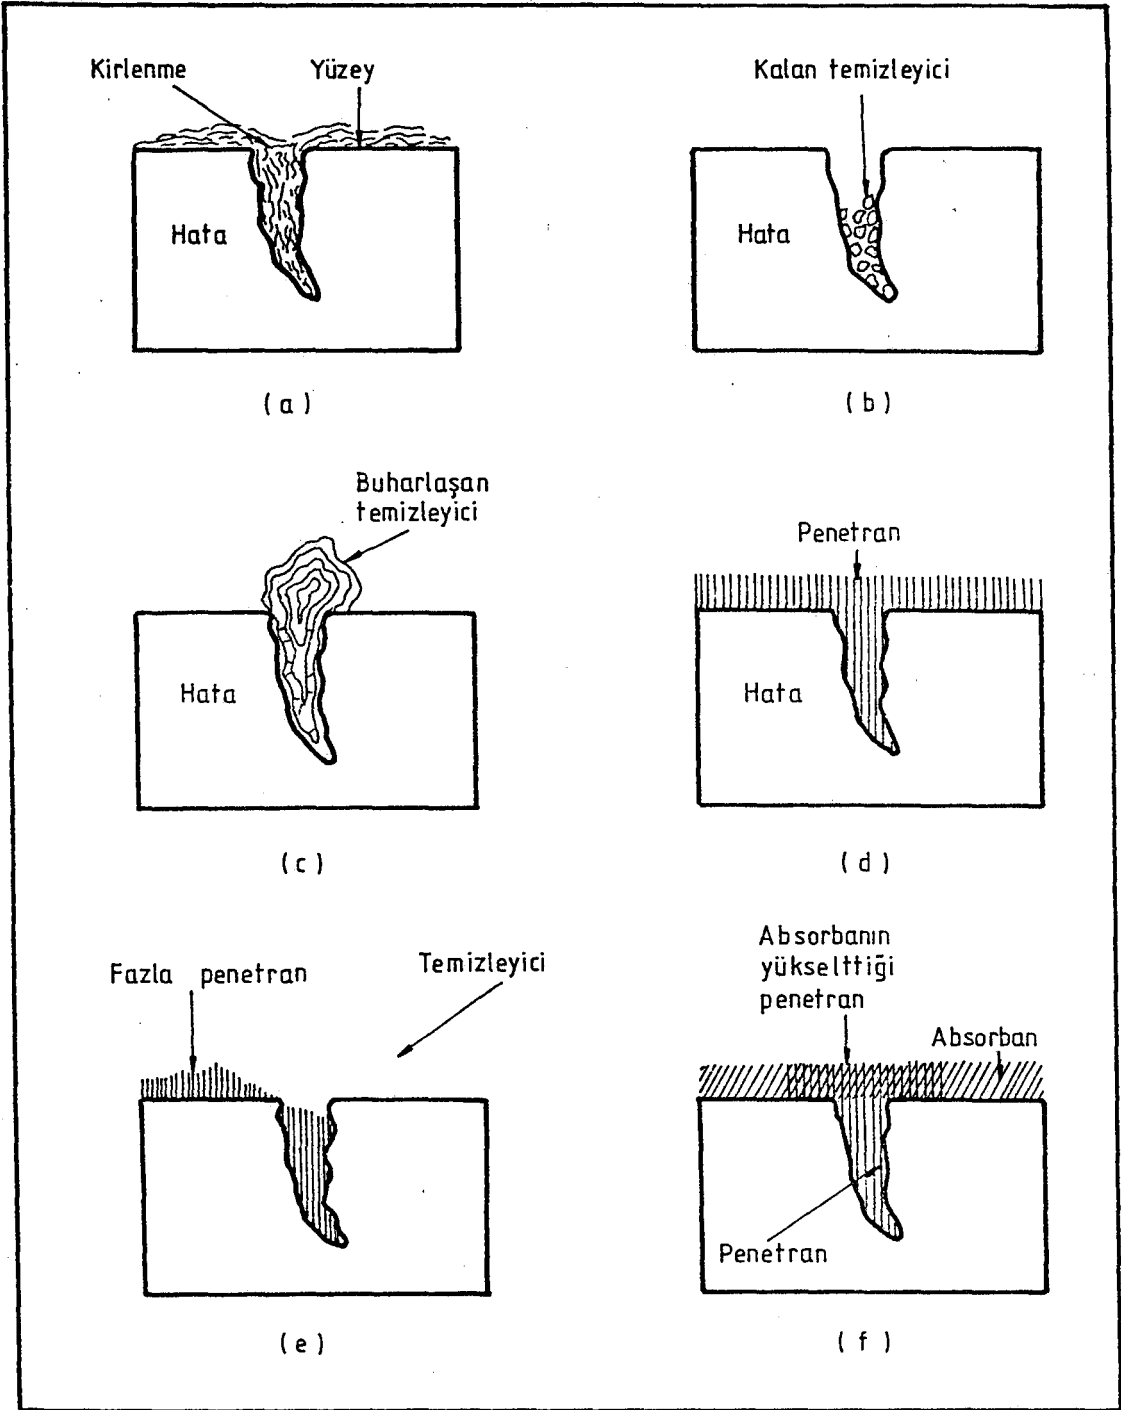 Kirlenme
Yüzey
Hata
(a)
Kalan temizleyici
Hata
(b)
Buharlaşan
temizleyici
Hata
(c)
Penetran
Hata
(d)
Fazla penetran
Temizleyici
(e)
Absorbanın
yükselttiği
penetran
Absorban
Penetran
(f)